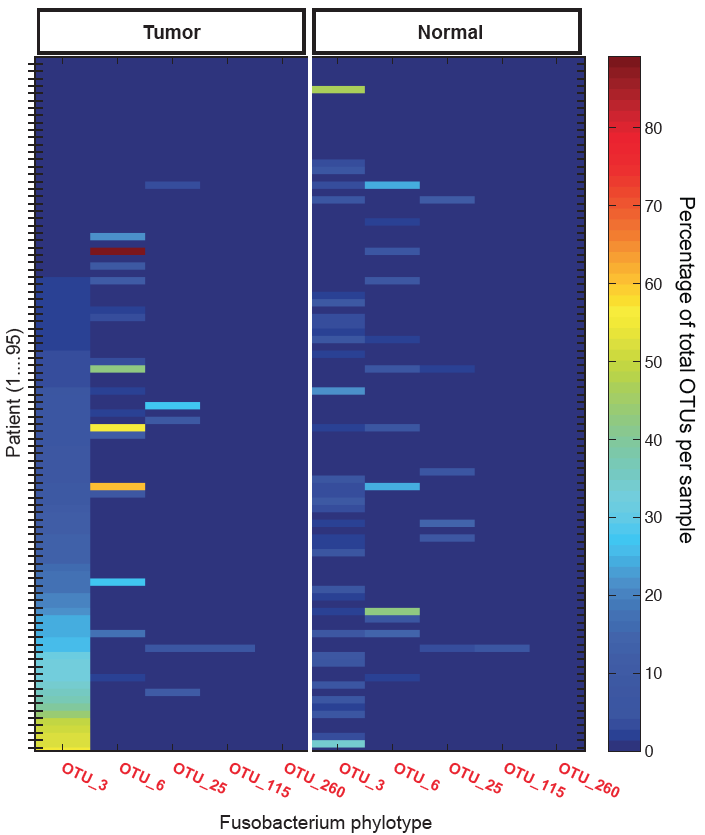 Tumor
Normal
Patient (1....95)
80
70
60
50
40
30
20
10
0
Percentage of total OTUs per sample
OTU_3
OTU_6
OTU_25
OTU_115
OTU_260
OTU_3
OTU_6
OTU_25
OTU_115
OTU_260
Fusobacterium phylotype